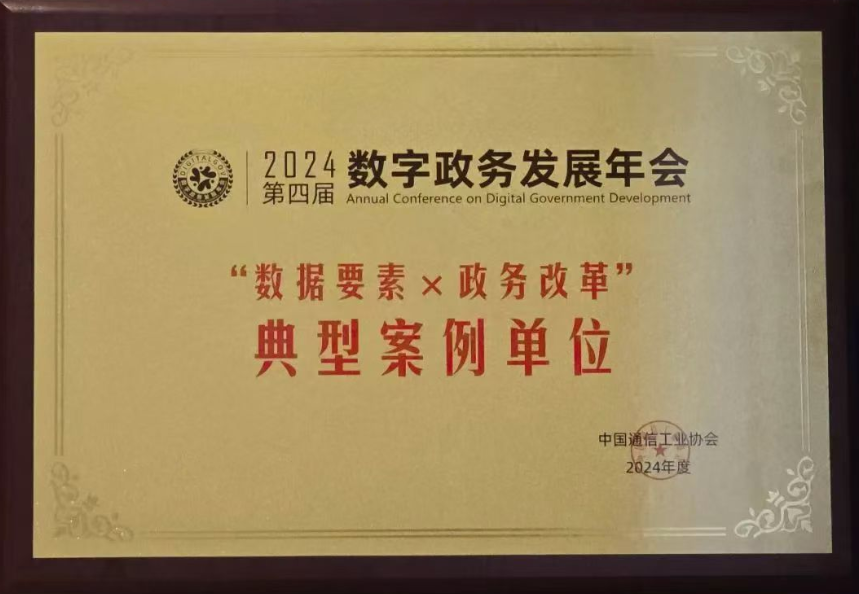 DIGITALGOV
2024
第四届
数字政务发展年会
Annual Conference on Digital Government Development
“数据要素×政务改革”
典型案例单位
中国通信工业协会
2024年度